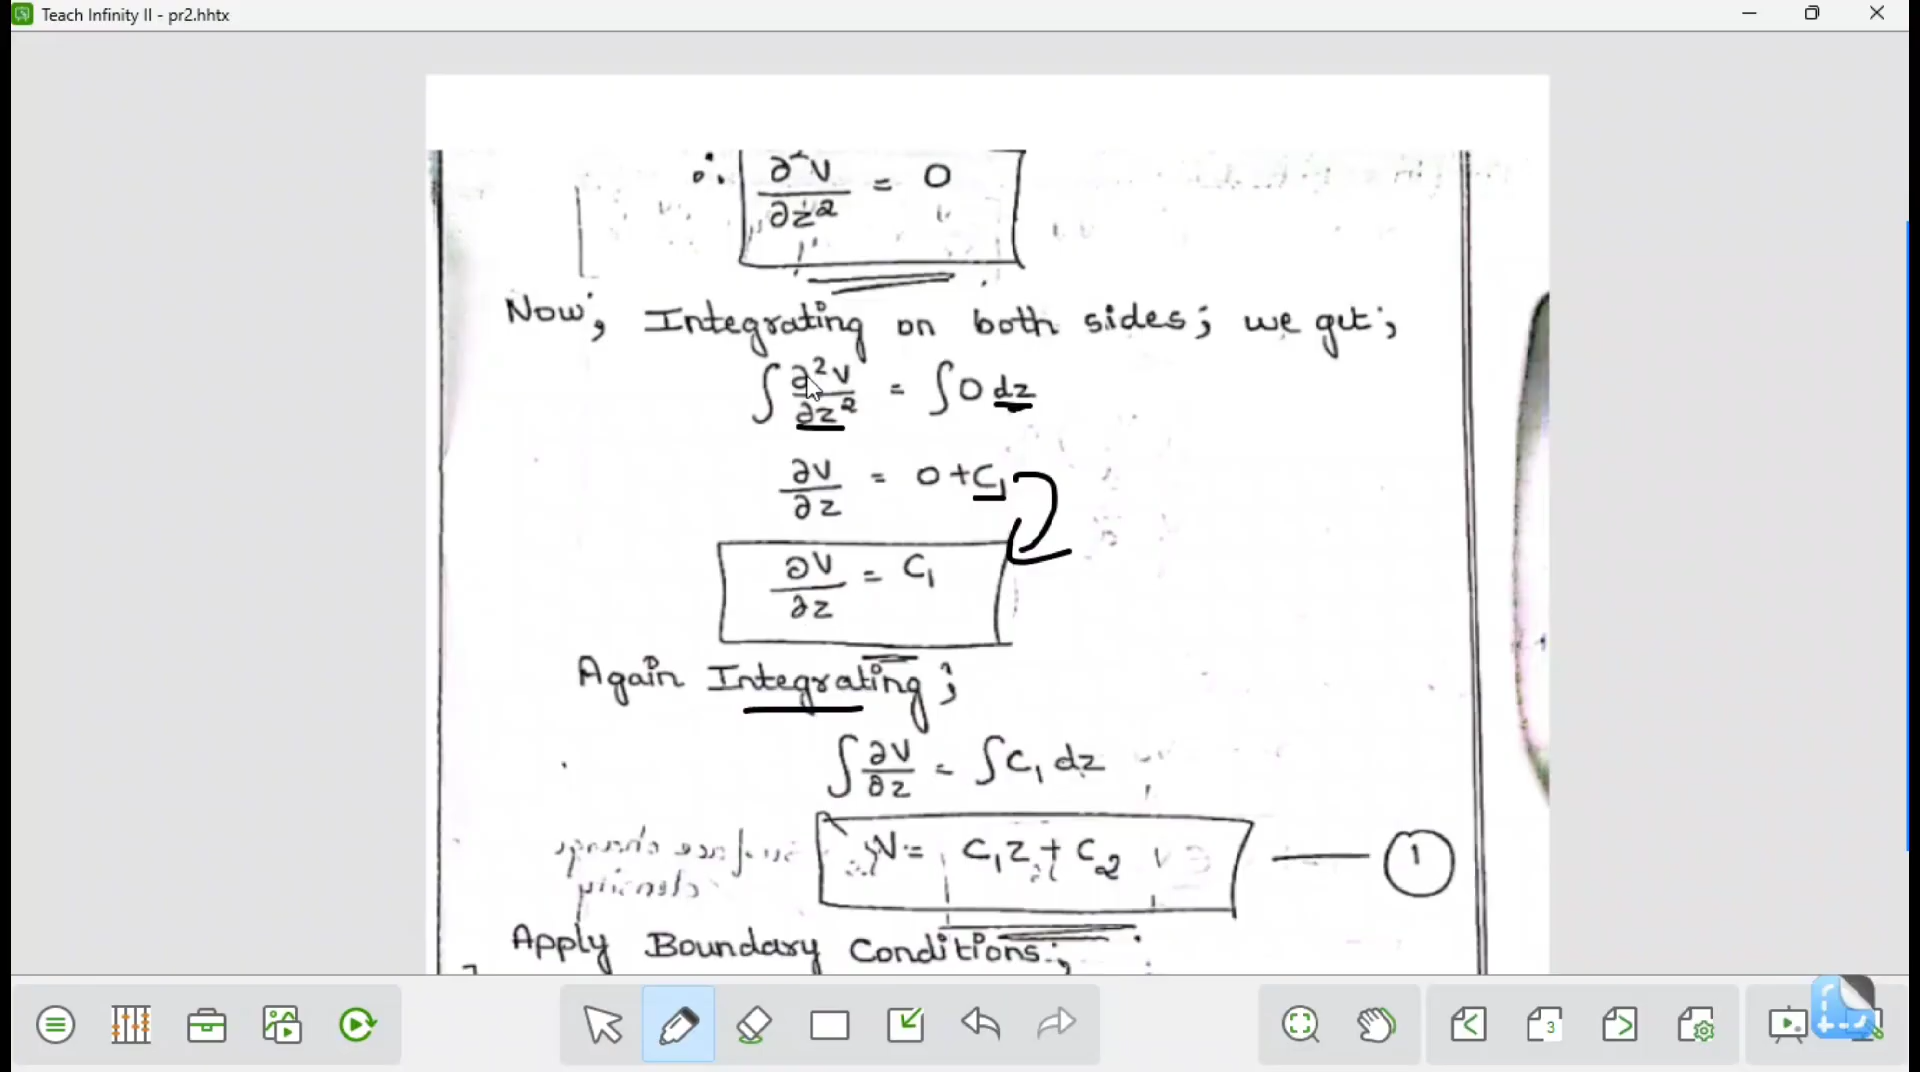 Teach Infinity II - pr2.hhtx
∴ ∂²V/∂z² = 0
Now; Integrating on both sides; we get;
∫ ∂²V/∂z² = ∫0 dz
∂V/∂z = 0+C₁
∂V/∂z = C₁
Again Integrating;
∫ ∂V/∂z = ∫C₁ dz
V = C₁z + C₂ —— ①
Apply Boundary Conditions;
3